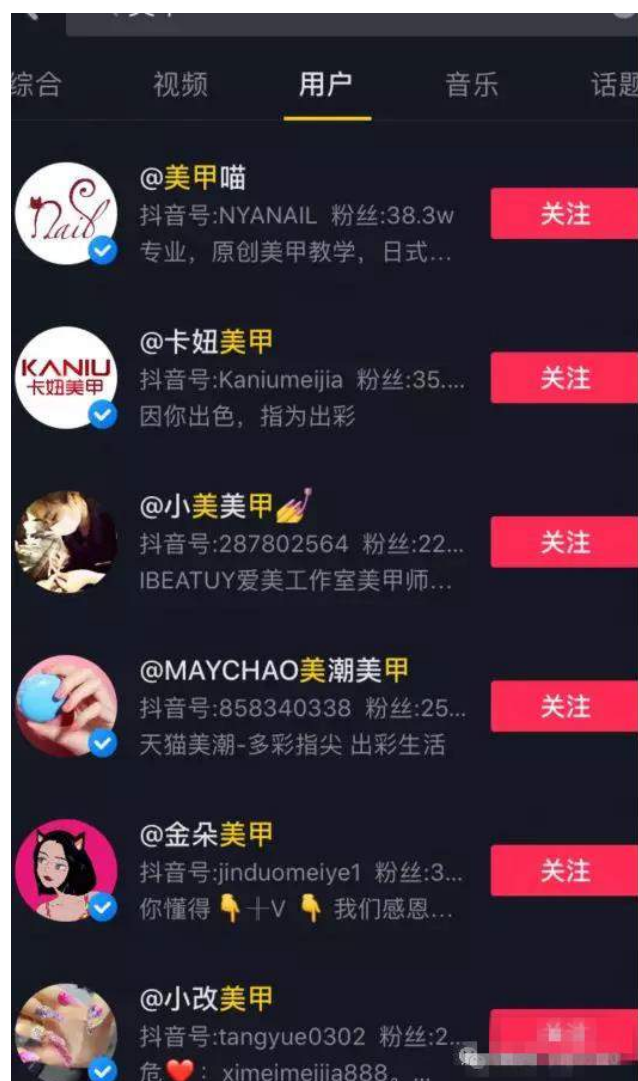 综合 视频 用户 音乐 话题
@美甲喵
抖音号:NYANAIL 粉丝:38.3w
关注
专业，原创美甲教学，日式...
Nail
@卡妞美甲
抖音号:Kaniumeijia 粉丝:35....
关注
因你出色，指为出彩
KANIU
卡妞美甲
@小美美甲💅
抖音号:287802564 粉丝:22...
关注
IBEATUY爱美工作室美甲师...
@MAYCHAO美潮美甲
抖音号:858340338 粉丝:25...
关注
天猫美潮-多彩指尖 出彩生活
@金朵美甲
抖音号:jinduomeiye1 粉丝:3...
关注
你懂得👇┼V 👇 我们感恩...
@小改美甲
抖音号:tangyue0302 粉丝:2...
危❤️：ximeimeijia888。...